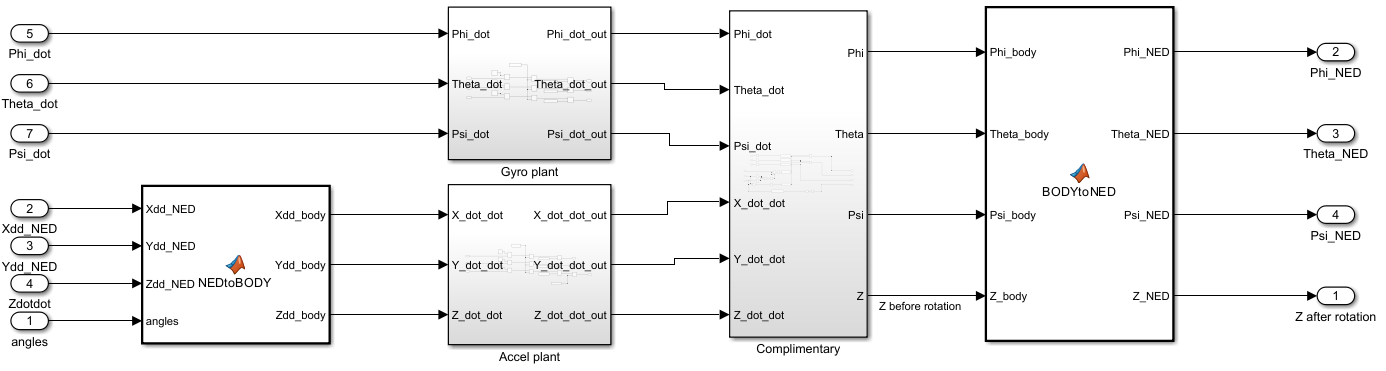 5
Phi_dot
6
Theta_dot
7
Psi_dot
2
Xdd_NED
3
Ydd_NED
4
Zdotdot
1
angles
Xdd_NED
Ydd_NED
Zdd_NED
angles
NEDtoBODY
Xdd_body
Ydd_body
Zdd_body
Phi_dot
Theta_dot
Psi_dot
Phi_dot_out
Theta_dot_out
Psi_dot_out
Gyro plant
X_dot_dot
Y_dot_dot
Z_dot_dot
X_dot_dot_out
Y_dot_dot_out
Z_dot_dot_out
Accel plant
Phi_dot
Theta_dot
Psi_dot
X_dot_dot
Y_dot_dot
Z_dot_dot
Phi
Theta
Psi
Z
Complimentary
Z before rotation
Phi_body
Theta_body
Psi_body
Z_body
BODYtoNED
Phi_NED
Theta_NED
Psi_NED
Z_NED
2
Phi_NED
3
Theta_NED
4
Psi_NED
1
Z after rotation